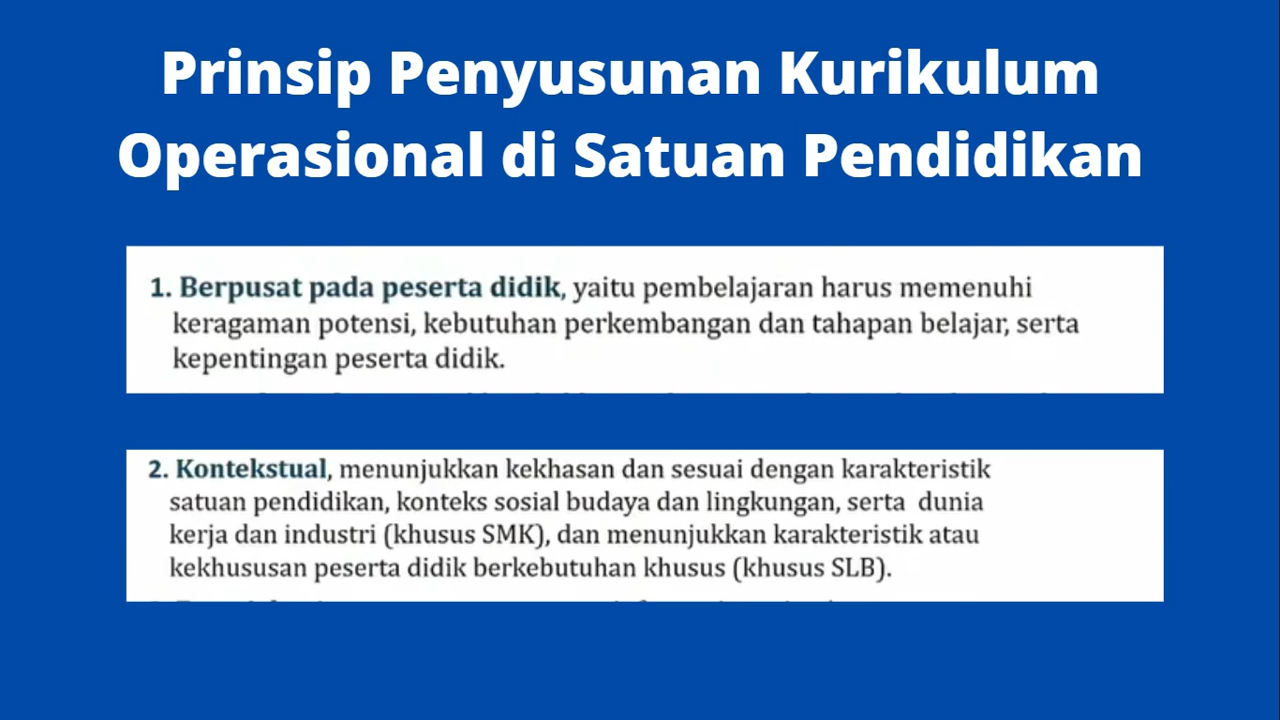 Prinsip Penyusunan Kurikulum
Operasional di Satuan Pendidikan
1. Berpusat pada peserta didik, yaitu pembelajaran harus memenuhi
keragaman potensi, kebutuhan perkembangan dan tahapan belajar, serta
kepentingan peserta didik.
2. Kontekstual, menunjukkan kekhasan dan sesuai dengan karakteristik
satuan pendidikan, konteks sosial budaya dan lingkungan, serta dunia
kerja dan industri (khusus SMK), dan menunjukkan karakteristik atau
kekhususan peserta didik berkebutuhan khusus (khusus SLB).